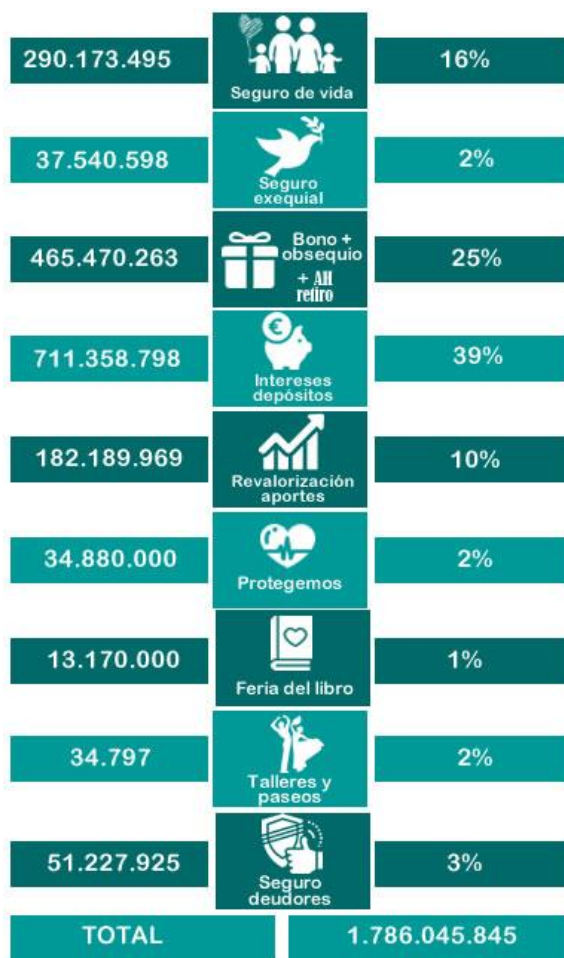 290.173.495
Seguro de vida
16%
37.540.598
Seguro
exequial
2%
465.470.263
Bono +
obsequio
+ AH
retiro
25%
711.358.798
Intereses
depósitos
39%
182.189.969
Revalorización
aportes
10%
34.880.000
Protegemos
2%
13.170.000
Feria del libro
1%
34.797
Talleres y
paseos
2%
51.227.925
Seguro
deudores
3%
TOTAL
1.786.045.845